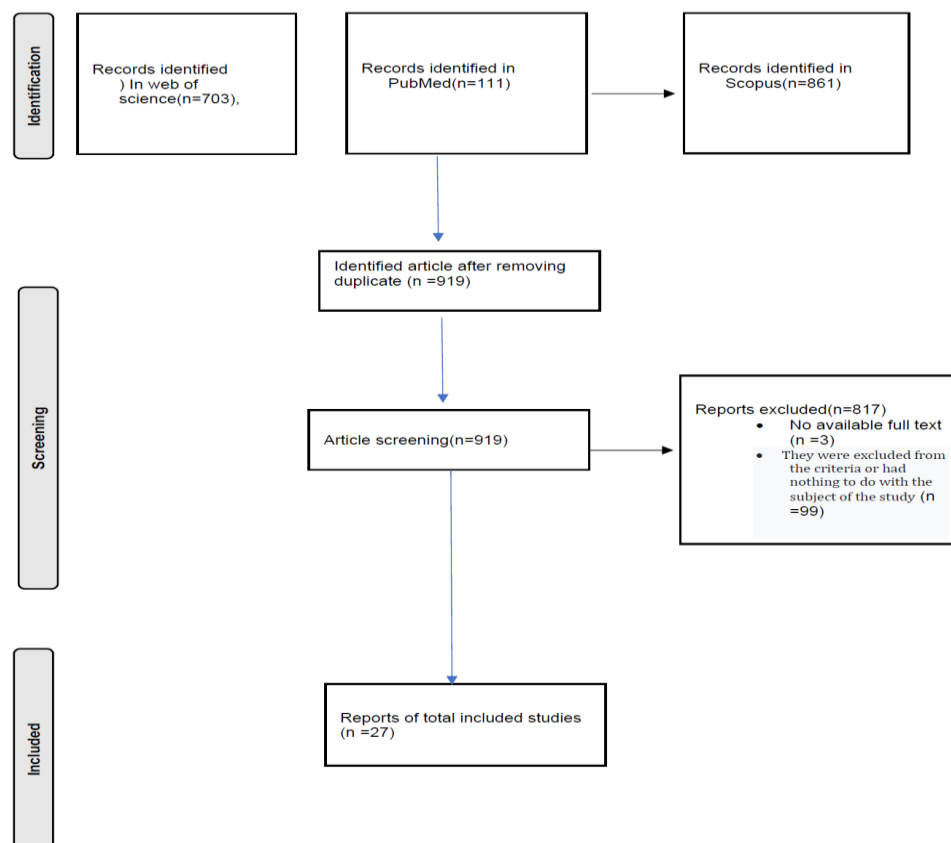 Identification
Records identified
) In web of
science(n=703),
Records identified in
PubMed(n=111)
Records identified in
Scopus(n=861)
Screening
Identified article after removing
duplicate (n =919)
Article screening(n=919)
Reports excluded(n=817)
• No available full text
(n =3)
• They were excluded from
the criteria or had
nothing to do with the
subject of the study (n
=99)
Included
Reports of total included studies
(n =27)